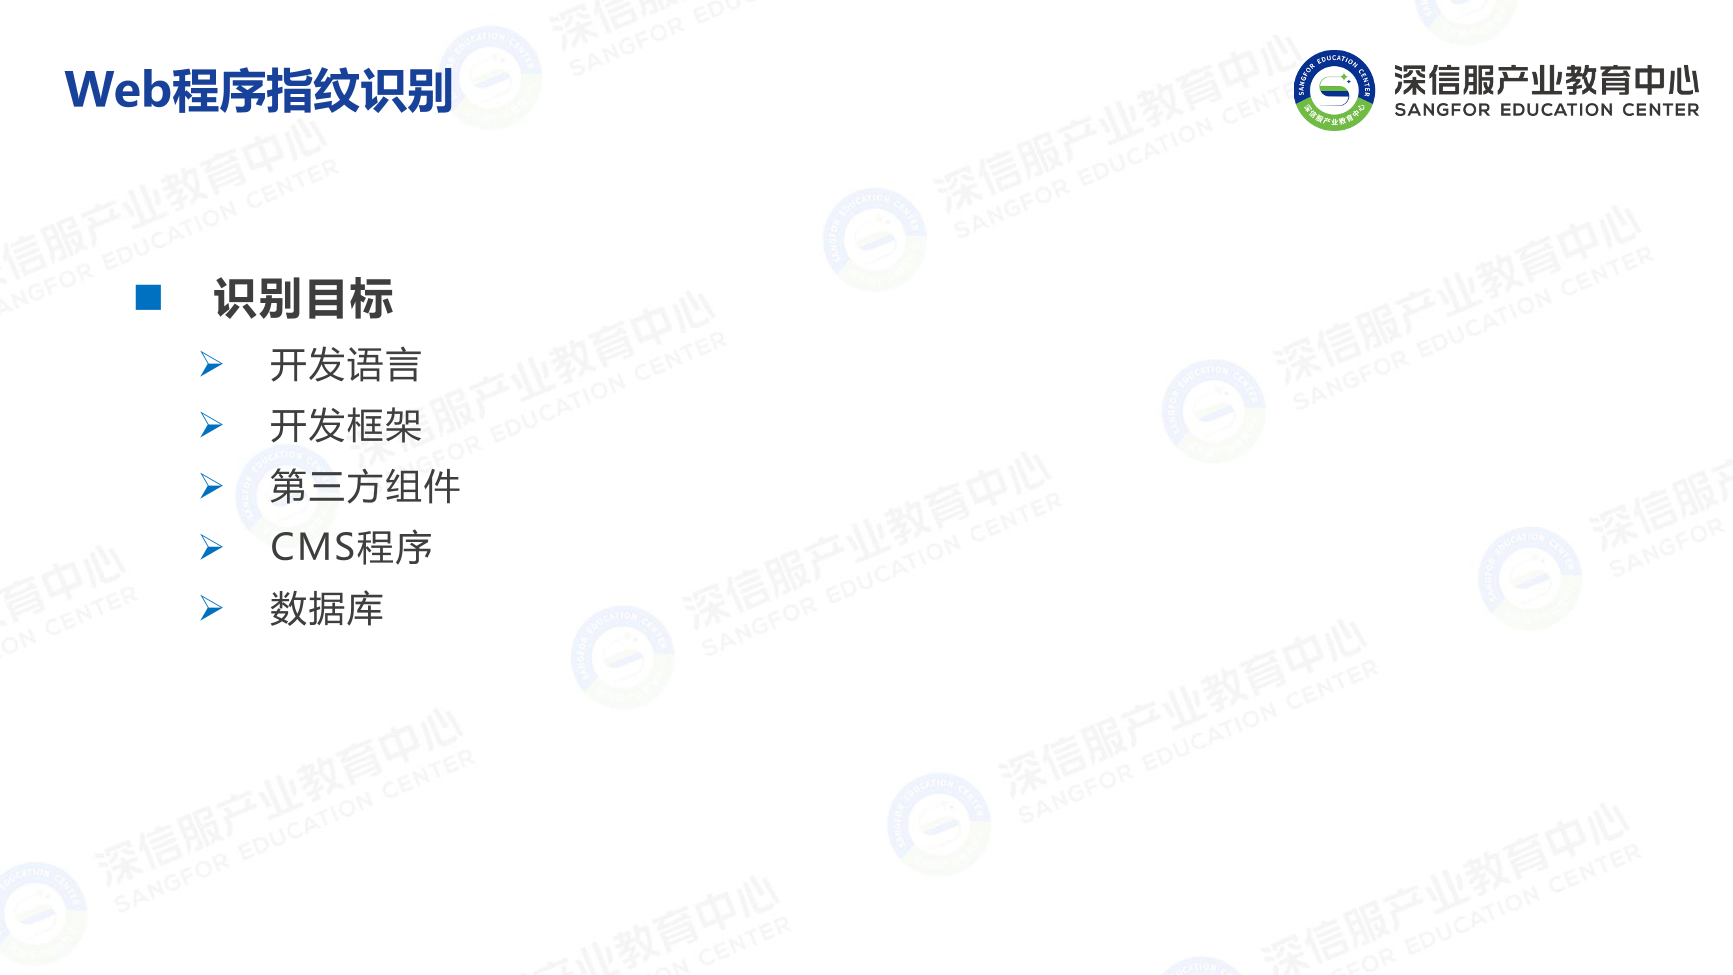 Web程序指纹识别
深信服产业教育中心
SANGFOR EDUCATION CENTER
识别目标
开发语言
开发框架
第三方组件
CMS程序
数据库